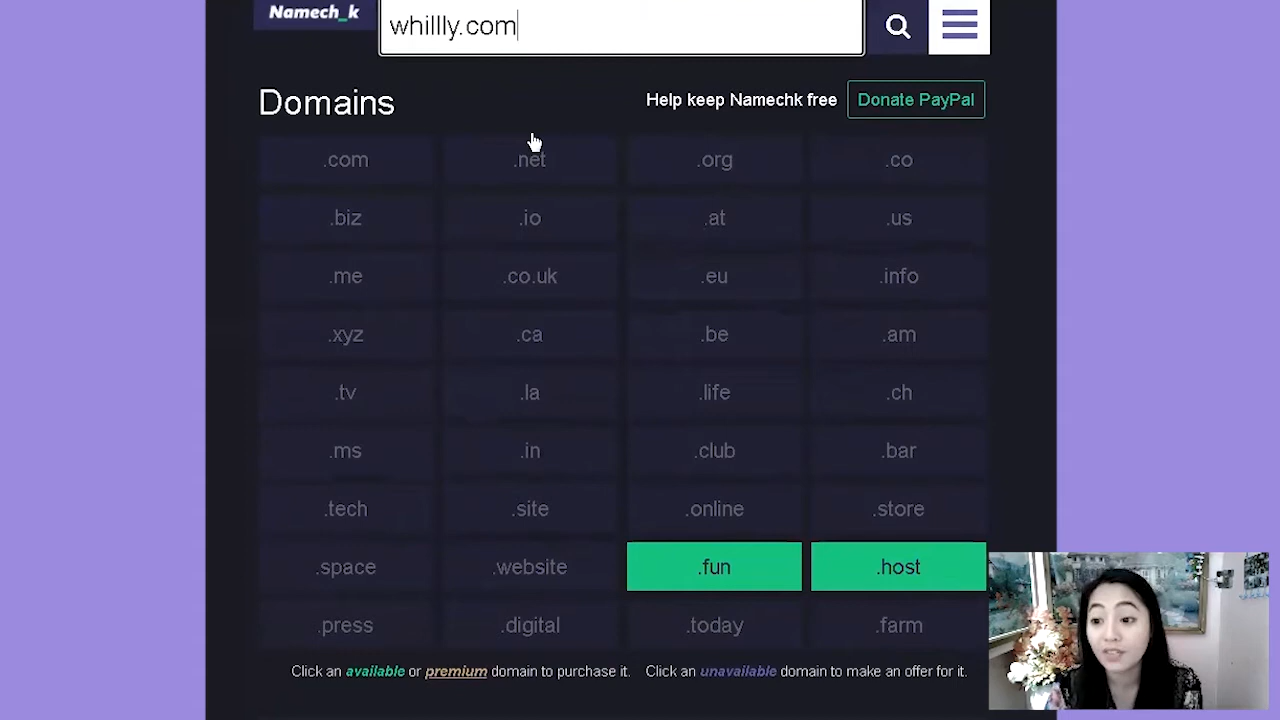 Namech_k
whillly.com
Domains
Help keep Namechk free
Donate PayPal
.com .net .org .co
.biz .io .at .us
.me .co.uk .eu .info
.xyz .ca .be .am
.tv .la .life .ch
.ms .in .club .bar
.tech .site .online .store
.space .website .fun .host
.press .digital .today .farm
Click an available or premium domain to purchase it. Click an unavailable domain to make an offer for it.